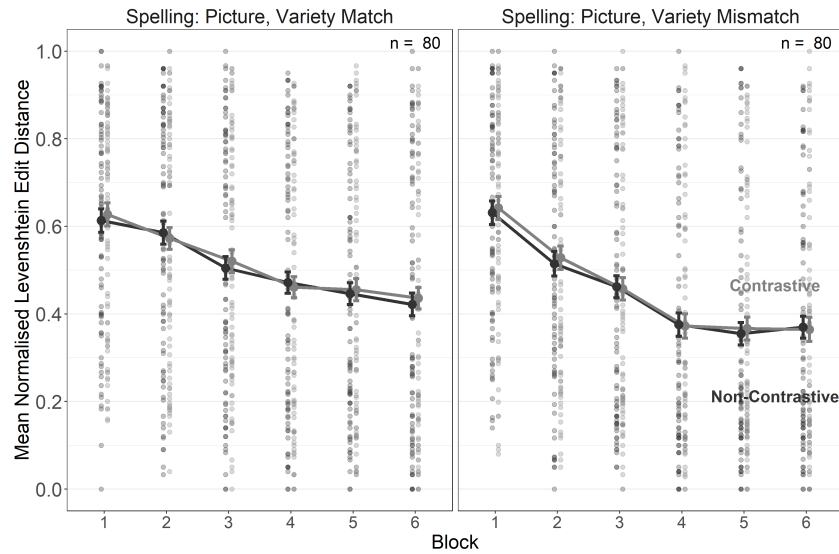 Spelling: Picture, Variety Match
Spelling: Picture, Variety Mismatch
n = 80
n = 80
Mean Normalised Levenshtein Edit Distance
1.0
0.8
0.6
0.4
0.2
0.0
Contrastive
Non-Contrastive
1 2 3 4 5 6
1 2 3 4 5 6
Block